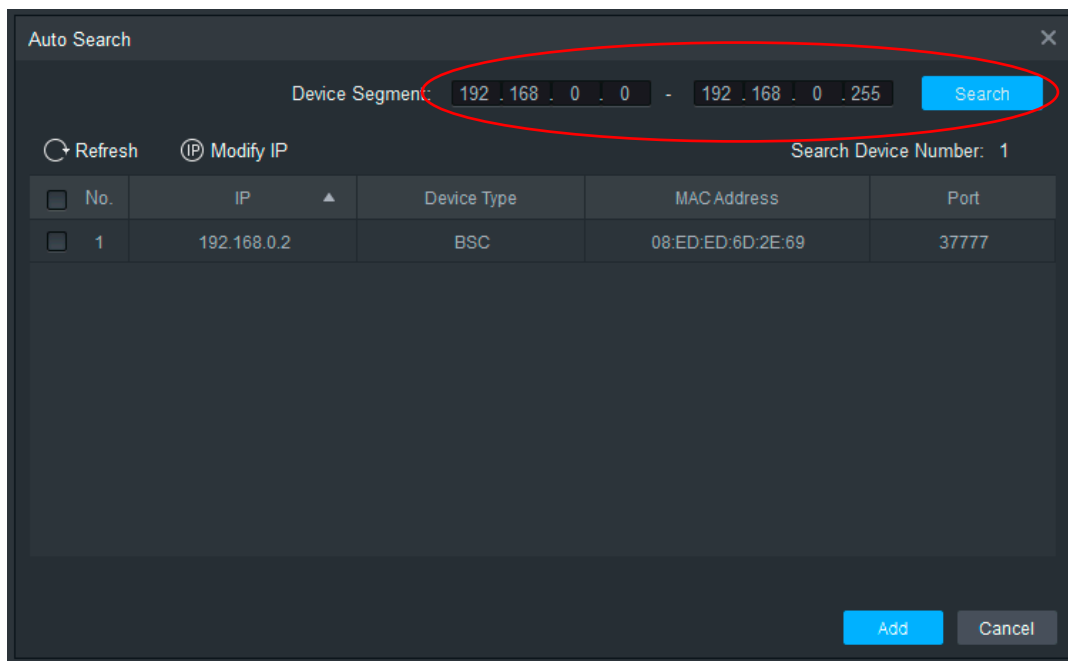 Auto Search
Device Segment: 192 . 168 . 0 . 0 - 192 . 168 . 0 . 255 Search
Refresh IP Modify IP Search Device Number: 1
No. IP Device Type MAC Address Port
1 192.168.0.2 BSC 08:ED:ED:6D:2E:69 37777
Add Cancel